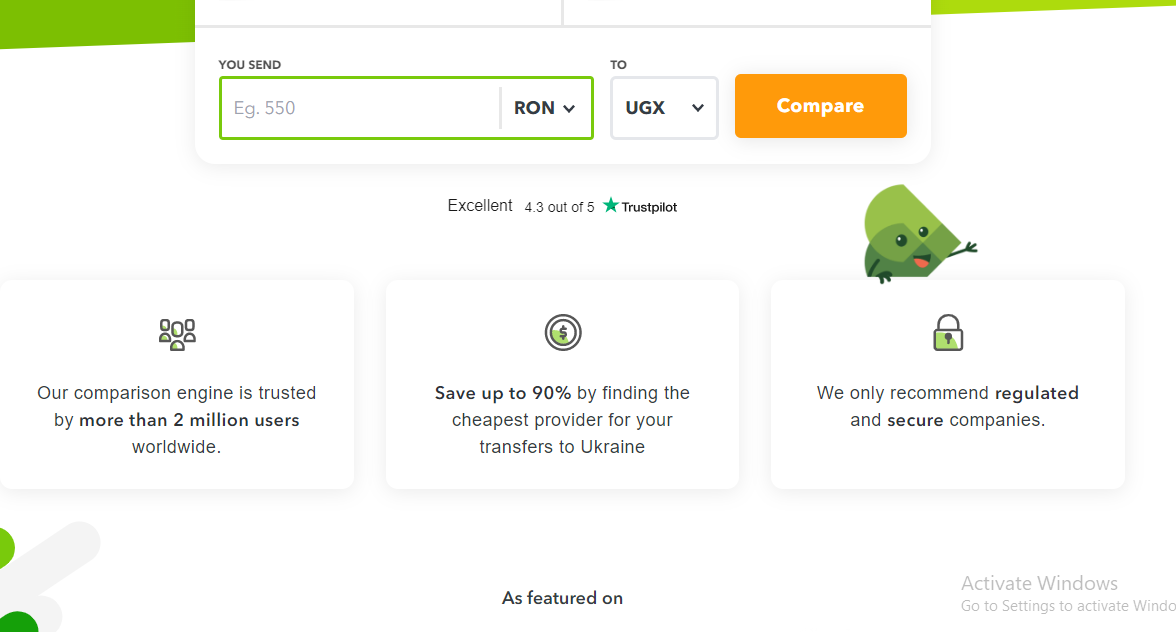 YOU SEND
TO
Eg. 550
RON
UGX
Compare
Excellent 4.3 out of 5 Trustpilot
Our comparison engine is trusted
by more than 2 million users
worldwide.
Save up to 90% by finding the
cheapest provider for your
transfers to Ukraine
We only recommend regulated
and secure companies.
As featured on
Activate Windows
Go to Settings to activate Windo